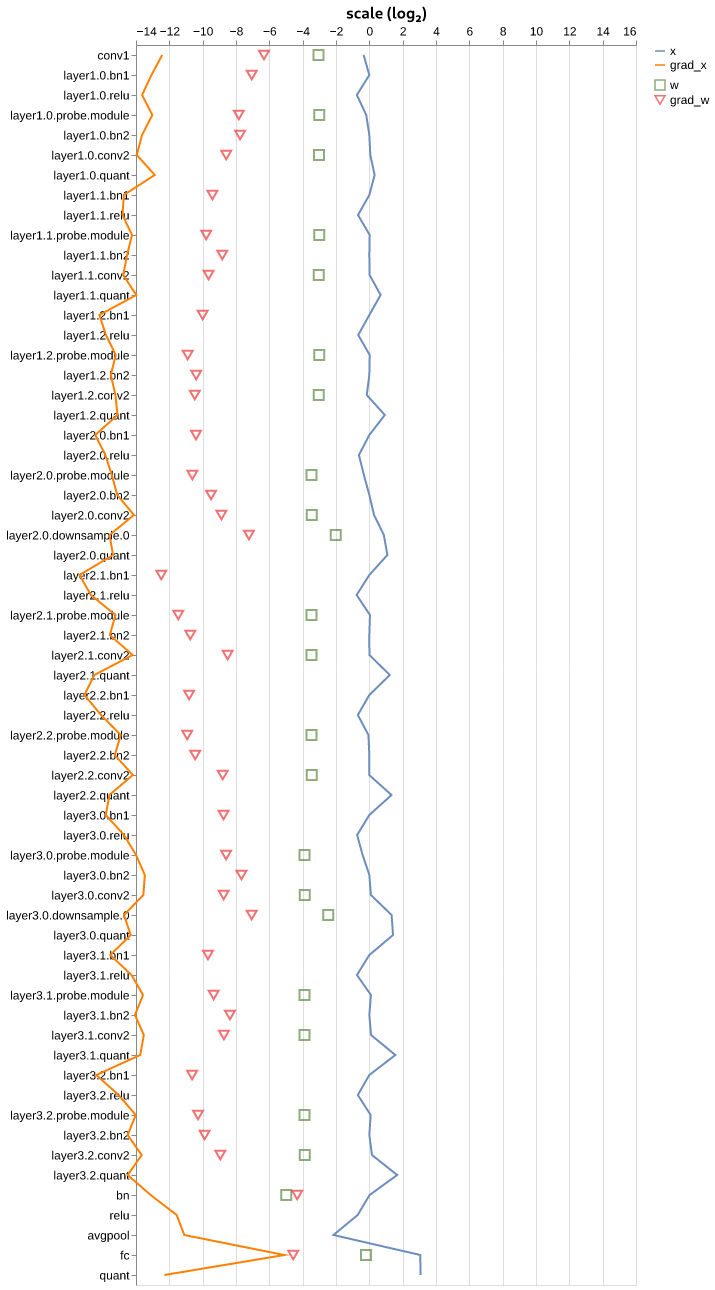 scale (log₂)
−14 −12 −10 −8 −6 −4 −2 0 2 4 6 8 10 12 14 16
x
grad_x
w
grad_w
conv1
layer1.0.bn1
layer1.0.relu
layer1.0.probe.module
layer1.0.bn2
layer1.0.conv2
layer1.0.quant
layer1.1.bn1
layer1.1.relu
layer1.1.probe.module
layer1.1.bn2
layer1.1.conv2
layer1.1.quant
layer1.2.bn1
layer1.2.relu
layer1.2.probe.module
layer1.2.bn2
layer1.2.conv2
layer1.2.quant
layer2.0.bn1
layer2.0.relu
layer2.0.probe.module
layer2.0.bn2
layer2.0.conv2
layer2.0.downsample.0
layer2.0.quant
layer2.1.bn1
layer2.1.relu
layer2.1.probe.module
layer2.1.bn2
layer2.1.conv2
layer2.1.quant
layer2.2.bn1
layer2.2.relu
layer2.2.probe.module
layer2.2.bn2
layer2.2.conv2
layer2.2.quant
layer3.0.bn1
layer3.0.relu
layer3.0.probe.module
layer3.0.bn2
layer3.0.conv2
layer3.0.downsample.0
layer3.0.quant
layer3.1.bn1
layer3.1.relu
layer3.1.probe.module
layer3.1.bn2
layer3.1.conv2
layer3.1.quant
layer3.2.bn1
layer3.2.relu
layer3.2.probe.module
layer3.2.bn2
layer3.2.conv2
layer3.2.quant
bn
relu
avgpool
fc
quant